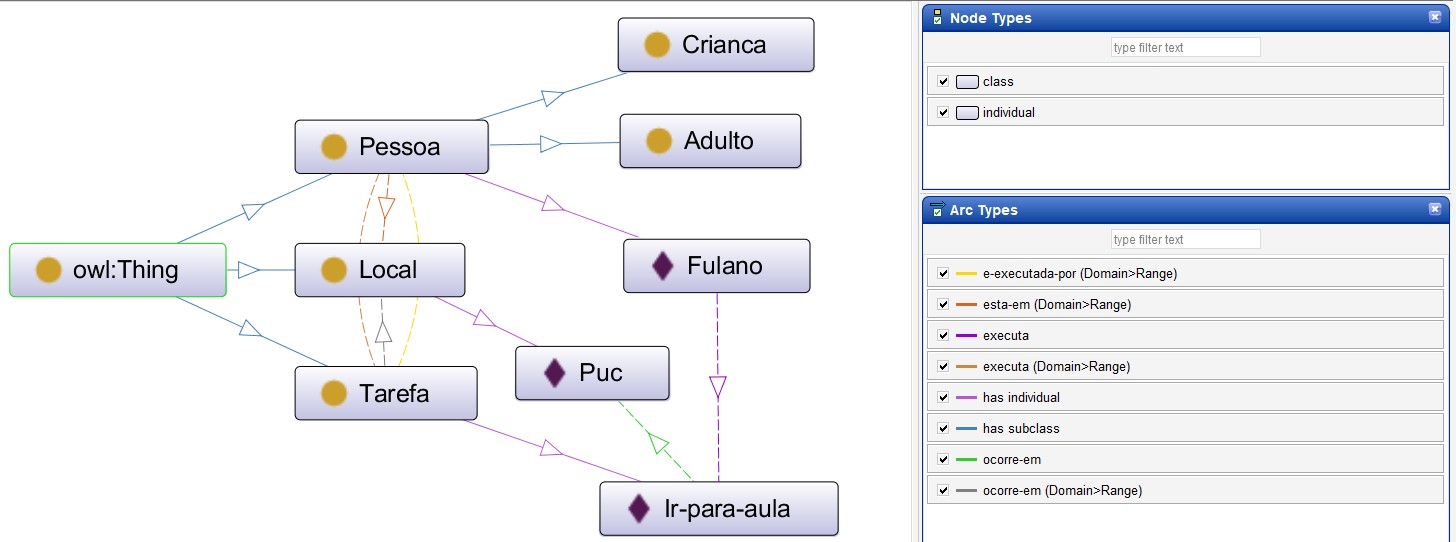 Crianca
Pessoa
Adulto
owl:Thing
Local
Fulano
Tarefa
Puc
Ir-para-aula
Node Types
type filter text
class
individual
Arc Types
type filter text
e-executada-por (Domain>Range)
esta-em (Domain>Range)
executa
executa (Domain>Range)
has individual
has subclass
ocorre-em
ocorre-em (Domain>Range)